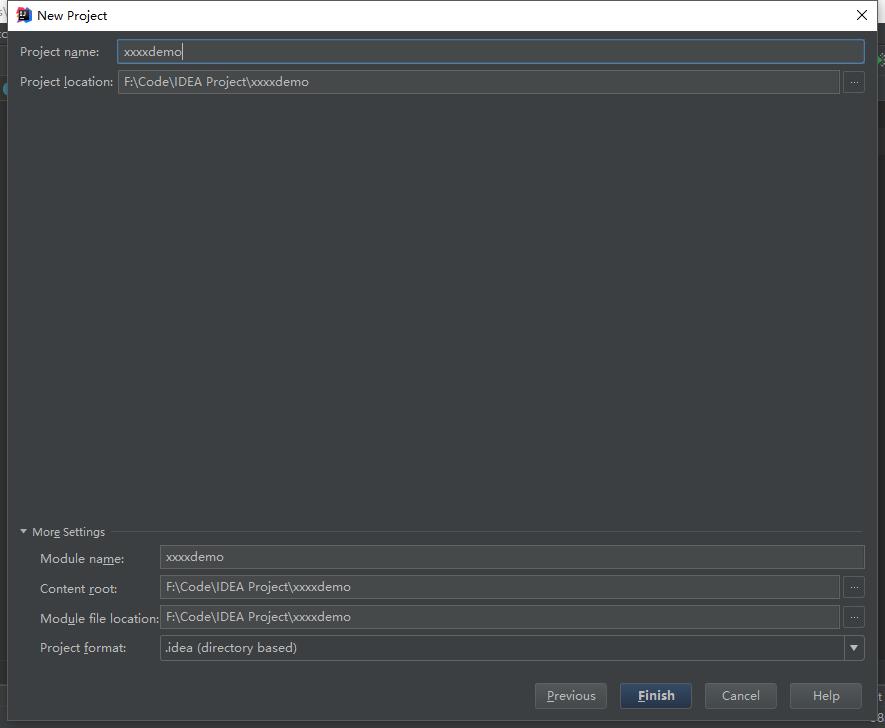 New Project
Project name: xxxxdemo
Project location: F:\Code\IDEA Project\xxxxdemo ...
More Settings
Module name: xxxxdemo
Content root: F:\Code\IDEA Project\xxxxdemo ...
Module file location: F:\Code\IDEA Project\xxxxdemo ...
Project format: .idea (directory based)
Previous Finish Cancel Help